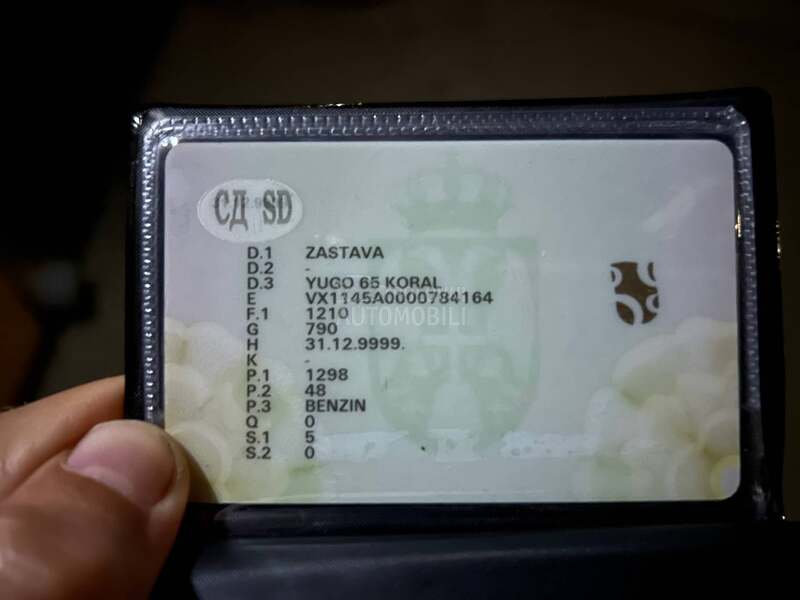 СД SD
D.1 ZASTAVA
D.2 -
D.3 YUGO 65 KORAL
E VX1145A0000784164
F.1 1210
AUTOMOBILI
G 790
H 31.12.9999.
K -
P.1 1298
P.2 48
P.3 BENZIN
Q 0
S.1 5
S.2 0